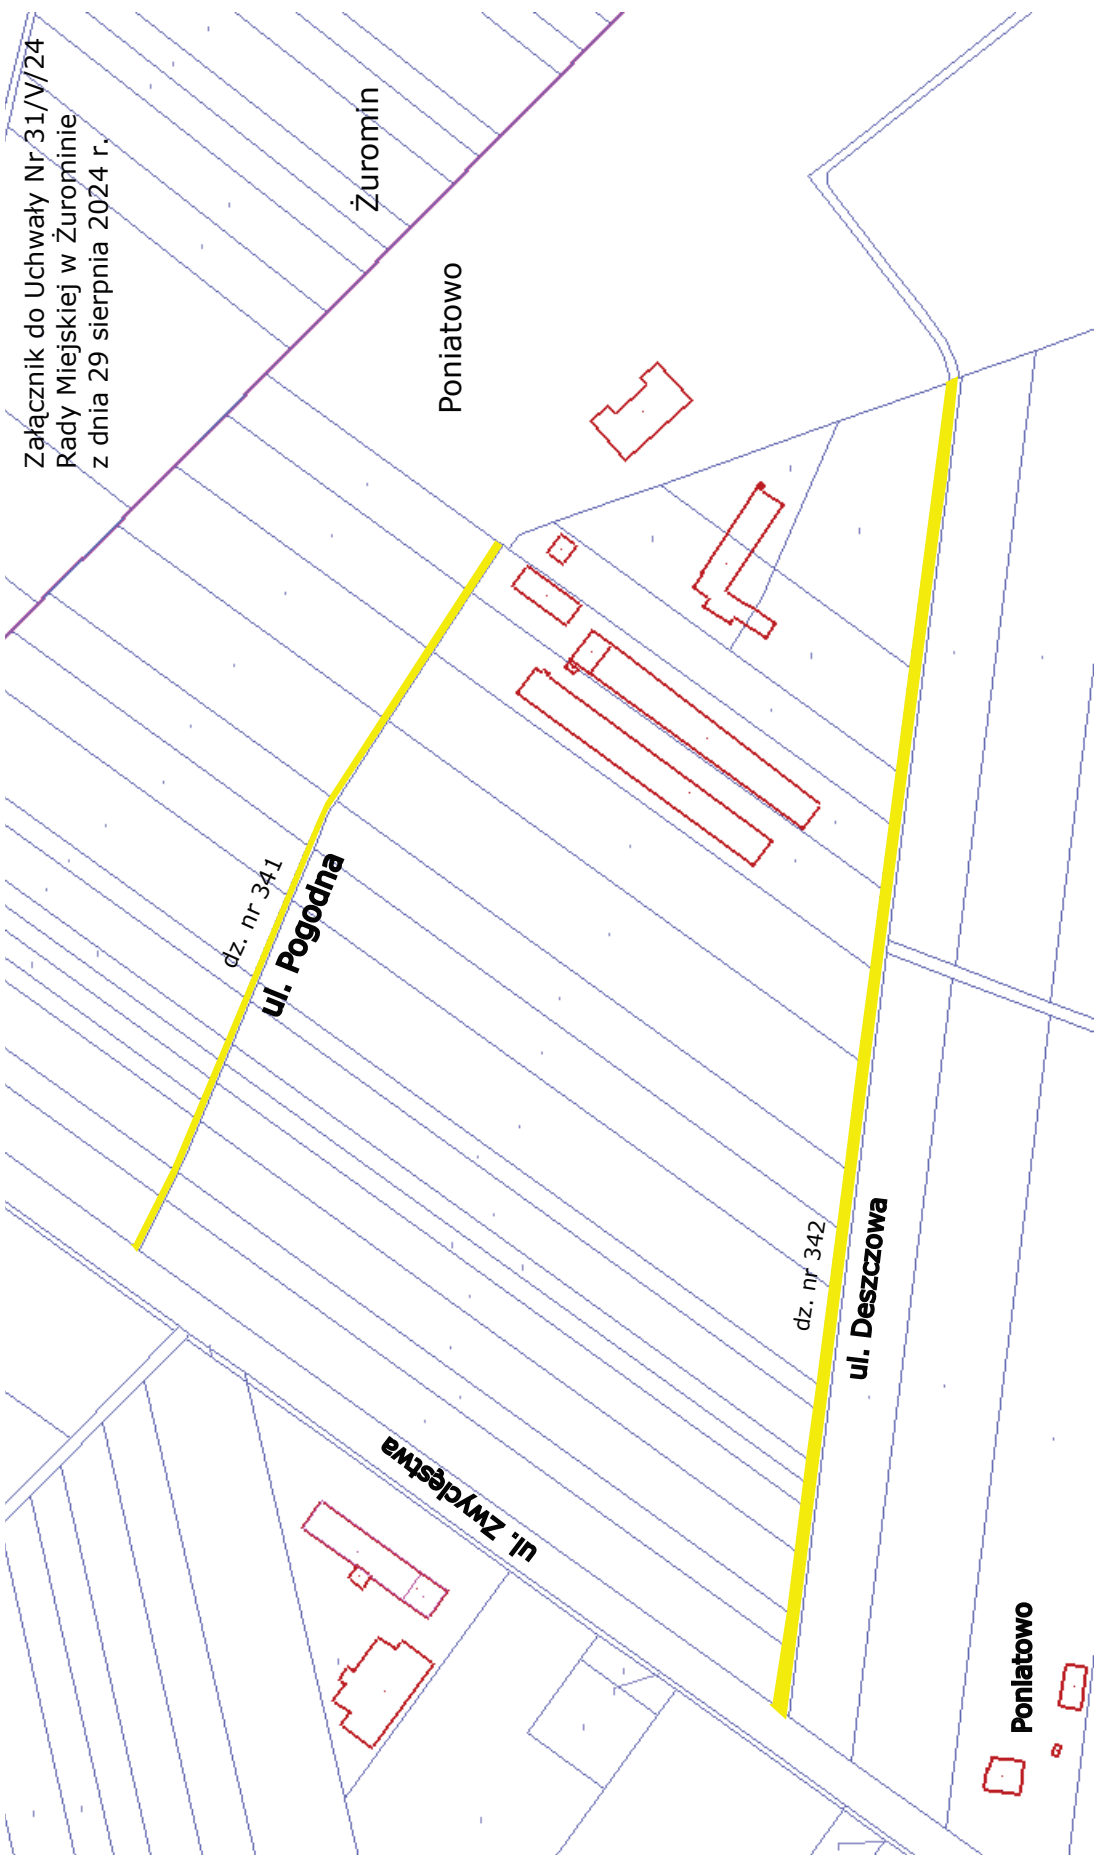 Załącznik do Uchwały Nr 31/V/24
Rady Miejskiej w Żurominie
z dnia 29 sierpnia 2024 r.
Żuromin
Poniatowo
dz. nr 341
ul. Pogodna
dz. nr 342
ul. Deszczowa
ul. Zwycięstwa
Poniatowo